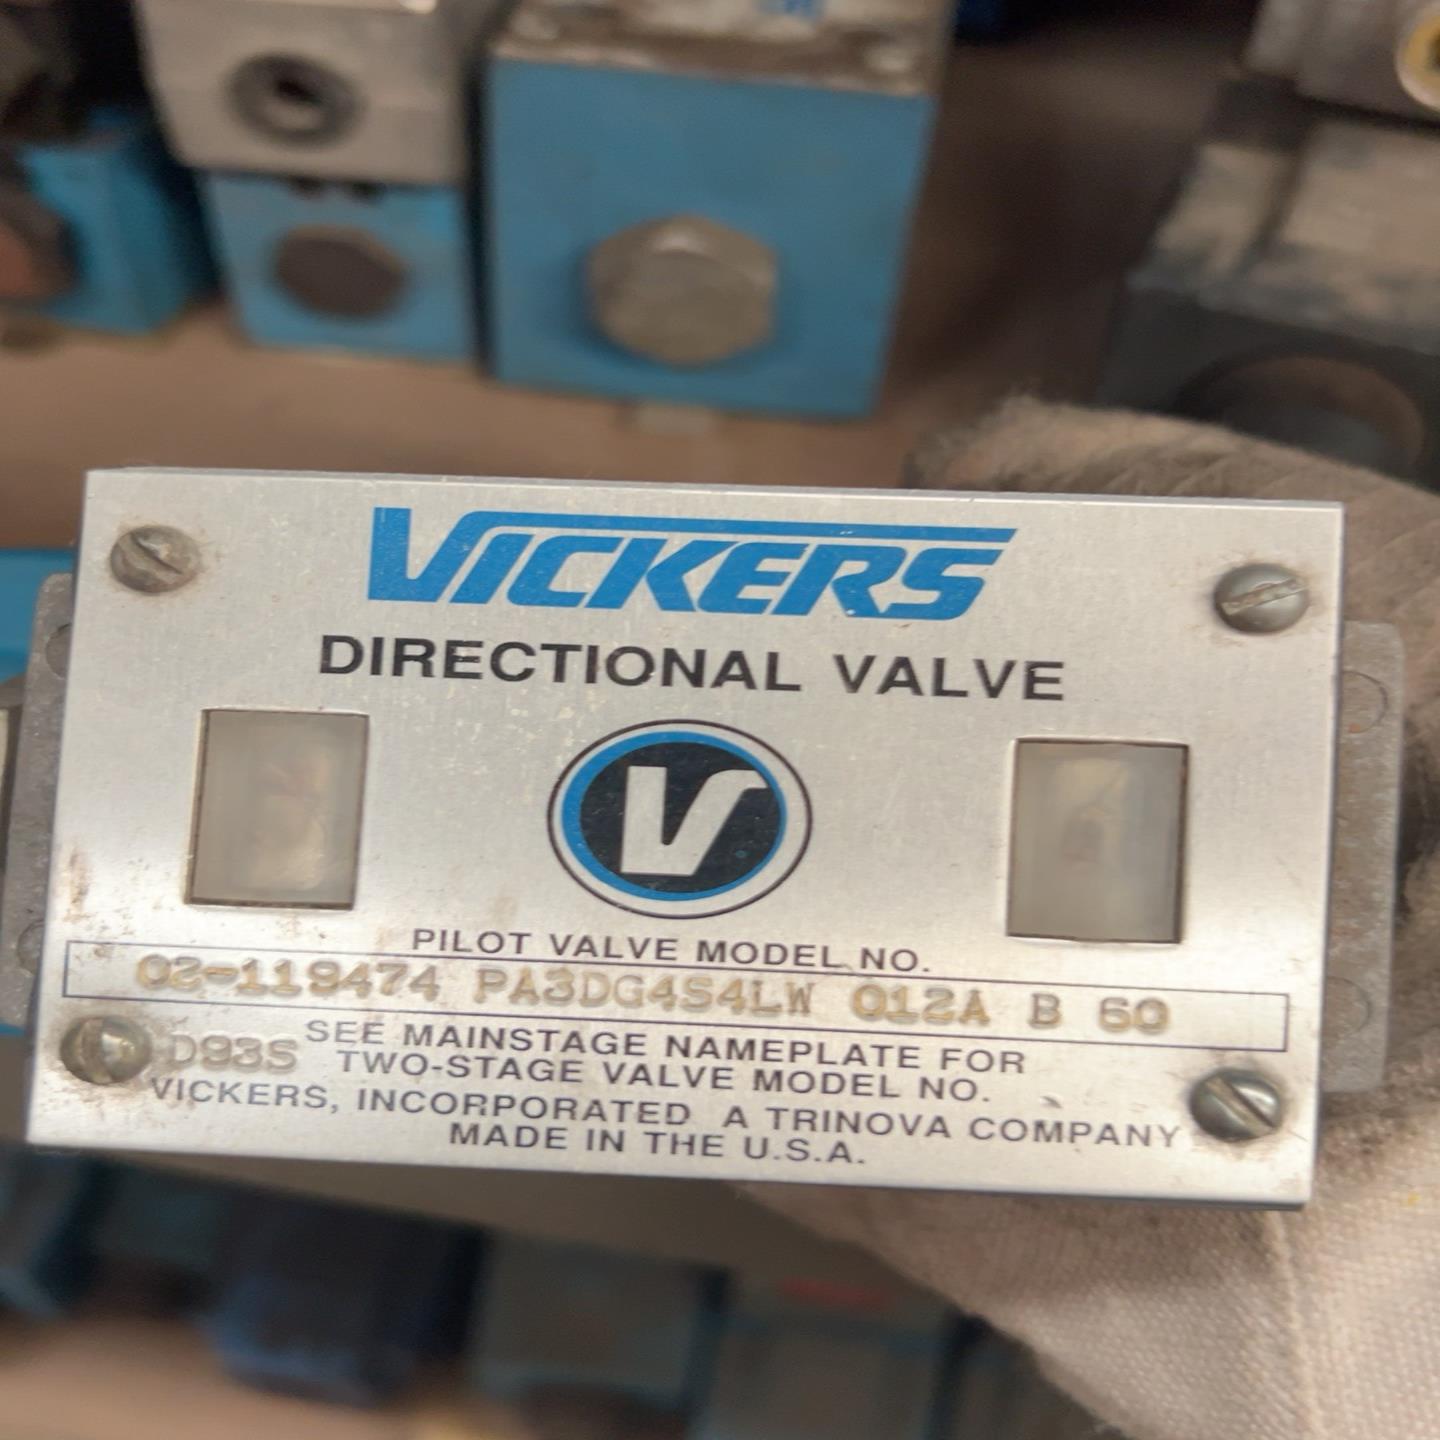 VICKERS
DIRECTIONAL VALVE
V
PILOT VALVE MODEL NO.
02-119474 PA3DG4S4LW 012A B 60
D93S
SEE MAINSTAGE NAMEPLATE FOR
TWO-STAGE VALVE MODEL NO.
VICKERS, INCORPORATED A TRINOVA COMPANY
MADE IN THE U.S.A.